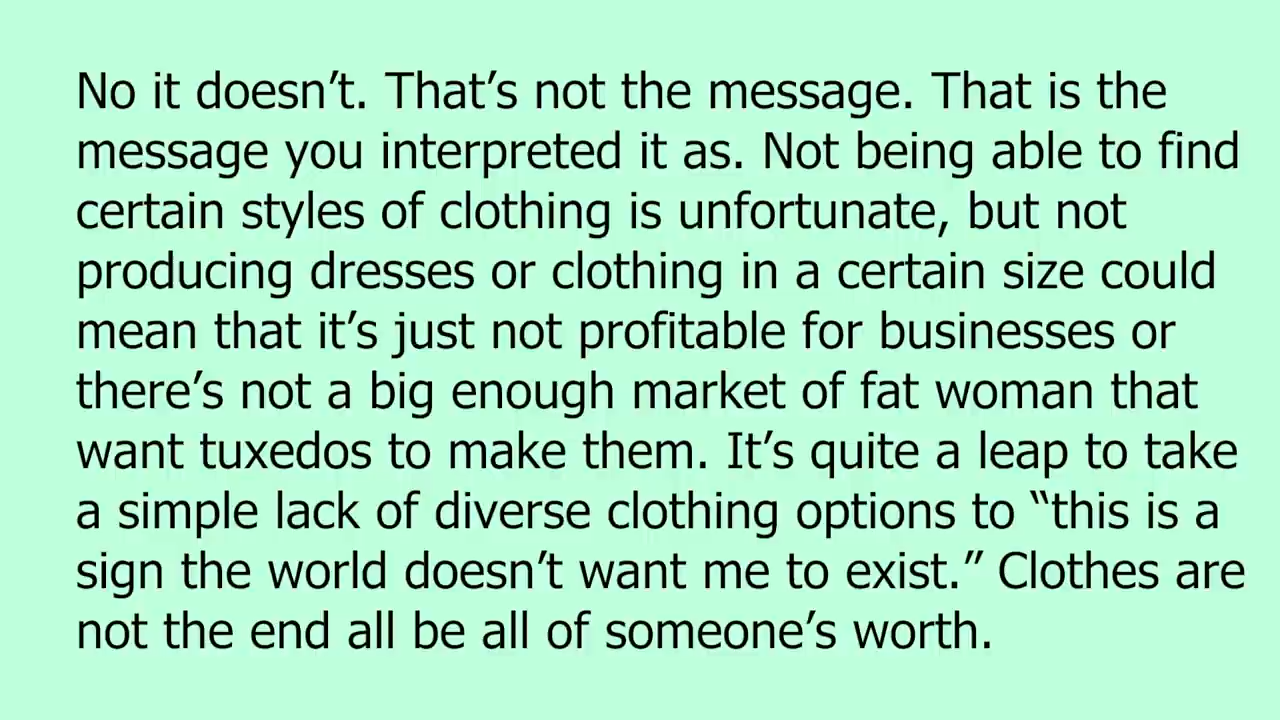 No it doesn’t. That’s not the message. That is the
message you interpreted it as. Not being able to find
certain styles of clothing is unfortunate, but not
producing dresses or clothing in a certain size could
mean that it’s just not profitable for businesses or
there’s not a big enough market of fat woman that
want tuxedos to make them. It’s quite a leap to take
a simple lack of diverse clothing options to “this is a
sign the world doesn’t want me to exist.” Clothes are
not the end all be all of someone’s worth.